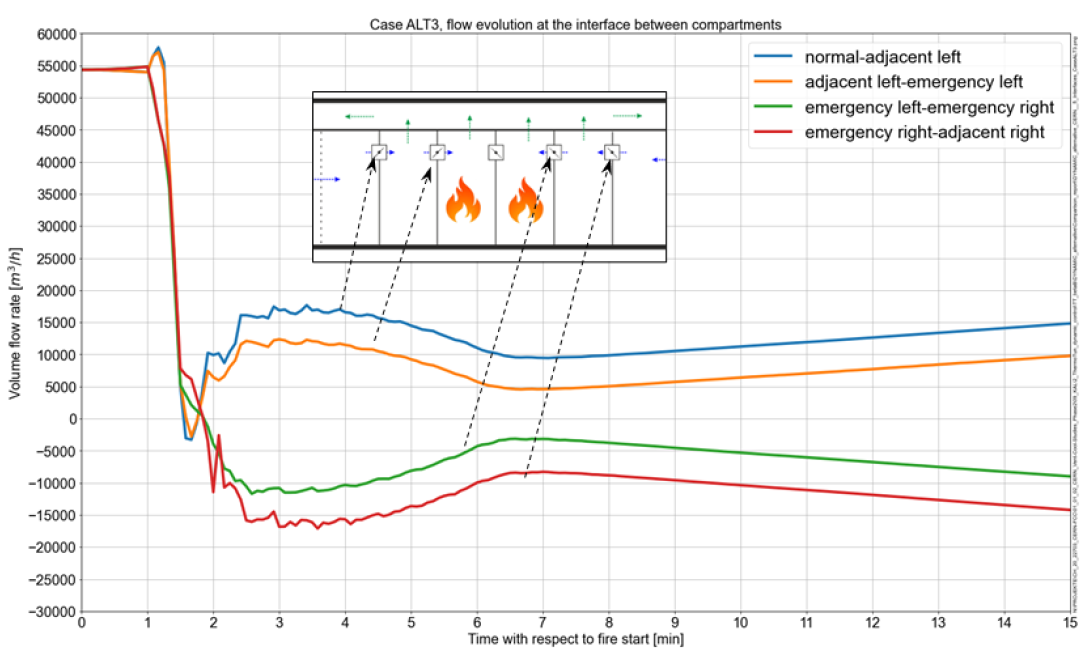 Case ALT3, flow evolution at the interface between compartments
60000
55000
50000
45000
40000
35000
30000
25000
20000
15000
10000
5000
0
−5000
−10000
−15000
−20000
−25000
−30000
Volume flow rate [m³/h]
normal-adjacent left
adjacent left-emergency left
emergency left-emergency right
emergency right-adjacent right
0 1 2 3 4 5 6 7 8 9 10 11 12 13 14 15
Time with respect to fire start [min]